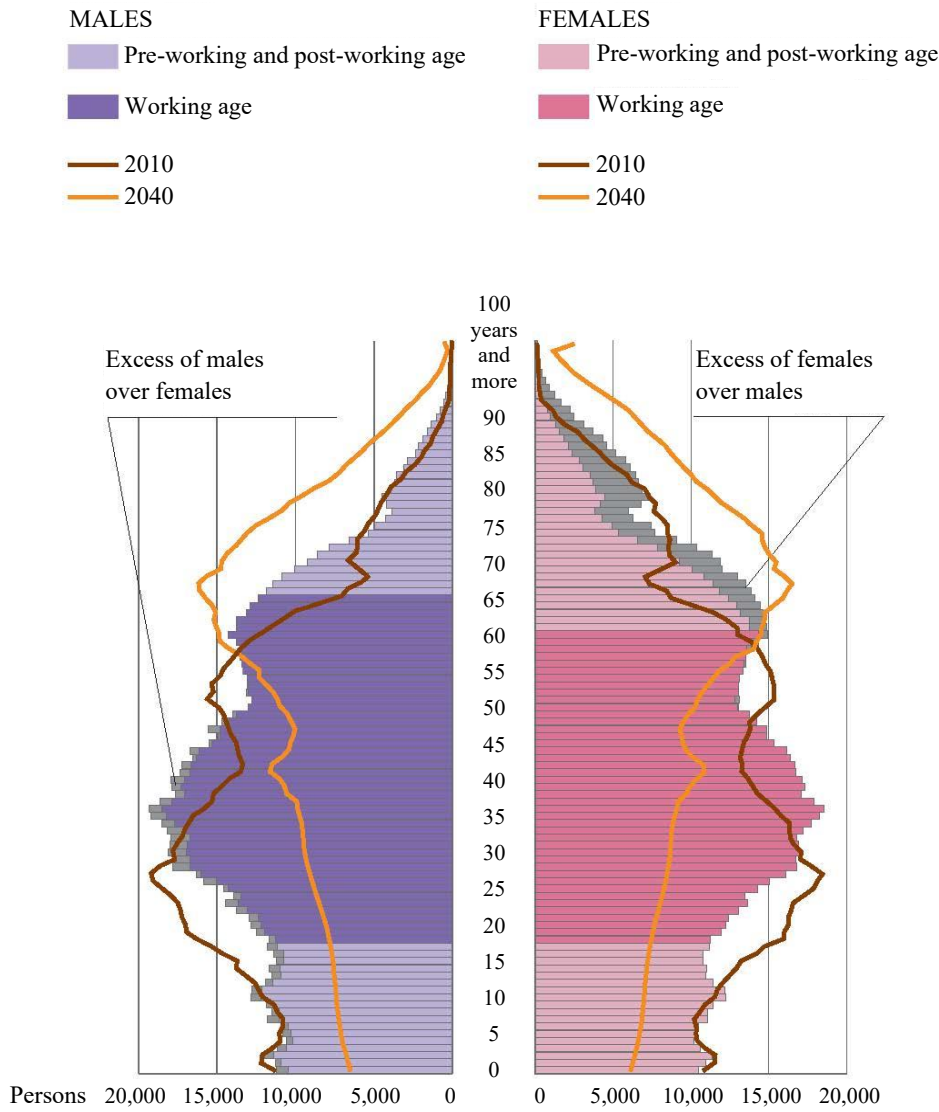 MALES
Pre-working and post-working age
Working age
2010
2040
FEMALES
Pre-working and post-working age
Working age
2010
2040
Excess of males
over females
100
years
and
more
Excess of females
over males
90
85
80
75
70
65
60
55
50
45
40
35
30
25
20
15
10
5
0
Persons 20,000 15,000 10,000 5,000 0 0 5,000 10,000 15,000 20,000